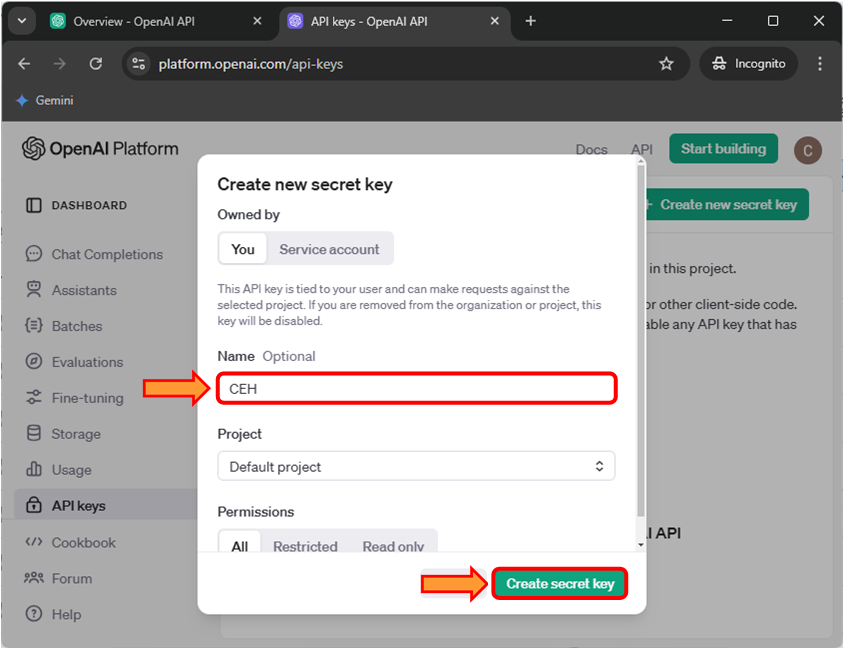 Overview - OpenAI API
API keys - OpenAI API
platform.openai.com/api-keys
Incognito
Gemini
OpenAI Platform
Docs
API
Start building
C
DASHBOARD
Chat Completions
Assistants
Batches
Evaluations
Fine-tuning
Storage
Usage
API keys
Cookbook
Forum
Help
Create new secret key
in this project.
or other client-side code.
any API key that has
API
Create new secret key
Owned by
You
Service account
This API key is tied to your user and can make requests against the
selected project. If you are removed from the organization or project, this
key will be disabled.
Name Optional
CEH
Project
Default project
Permissions
All
Restricted
Read only
Create secret key